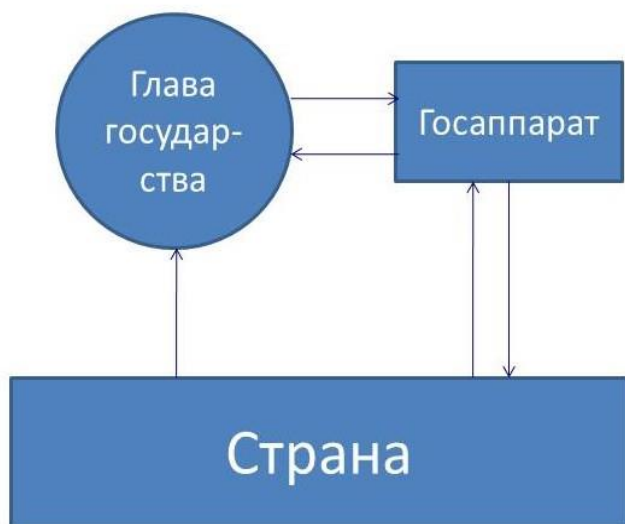 Глава
государ-
ства
Госаппарат
Страна